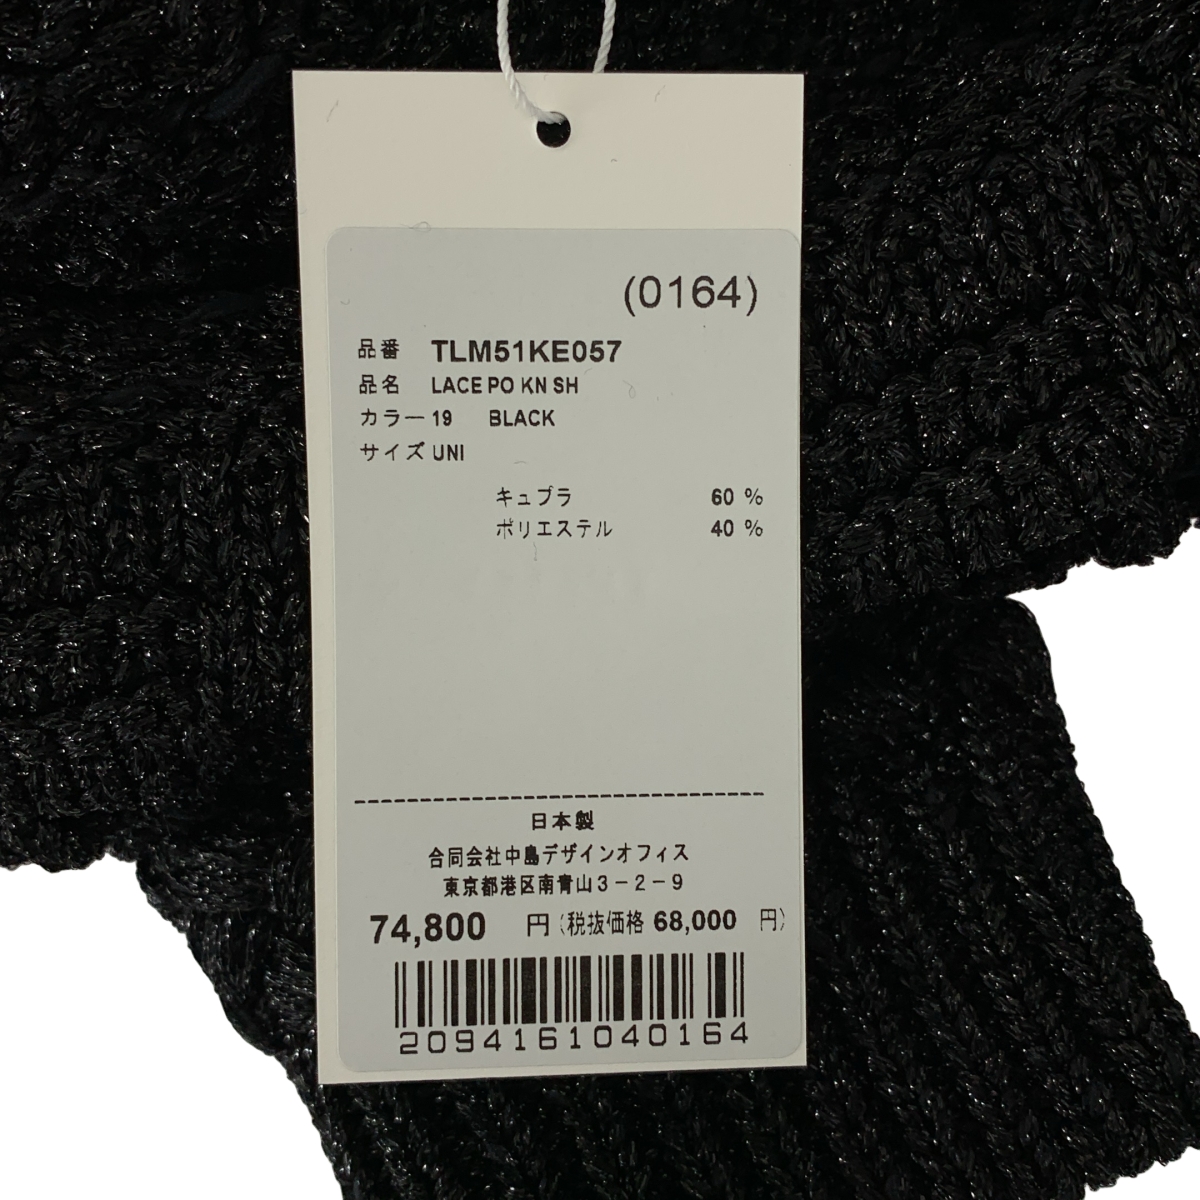 (0164)
品番 TLM51KE057
品名 LACE PO KN SH
カラー 19 BLACK
サイズ UNI
キュプラ 60 %
ポリエステル 40 %
日本製
合同会社中島デザインオフィス
東京都港区南青山3-2-9
74,800 円(税抜価格 68,000 円)
2094161040164